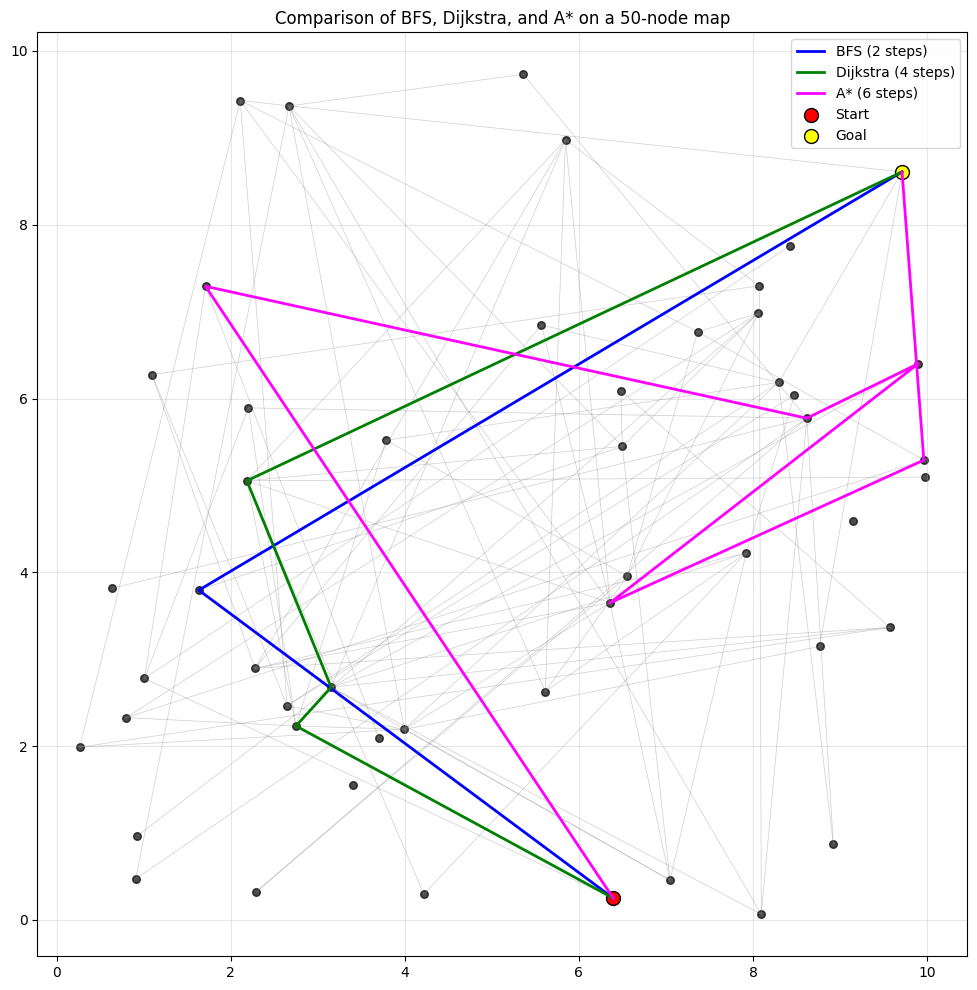 Comparison of BFS, Dijkstra, and A* on a 50-node map
BFS (2 steps)
Dijkstra (4 steps)
A* (6 steps)
Start
Goal
10
8
6
4
2
0
0
2
4
6
8
10